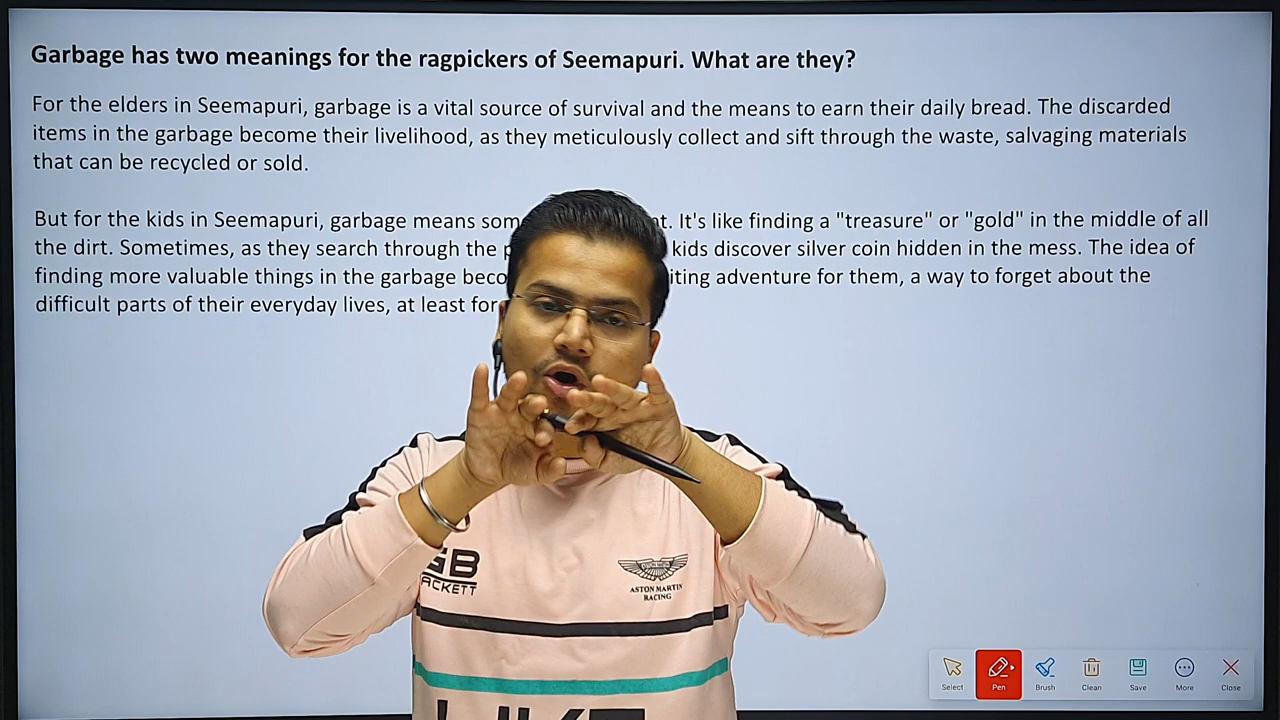 Garbage has two meanings for the ragpickers of Seemapuri. What are they?
For the elders in Seemapuri, garbage is a vital source of survival and the means to earn their daily bread. The discarded
items in the garbage become their livelihood, as they meticulously collect and sift through the waste, salvaging materials
that can be recycled or sold.
But for the kids in Seemapuri, garbage means It's like finding a "treasure" or "gold" in the middle of all
the dirt. Sometimes, as they search through the kids discover silver coin hidden in the mess. The idea of
finding more valuable things in the garbage adventure for them, a way to forget about the
difficult parts of their everyday lives, at least for
GB
HACKETT
ASTON MARTIN
RACING
Select
Pen
Brush
Clean
Save
More
Close